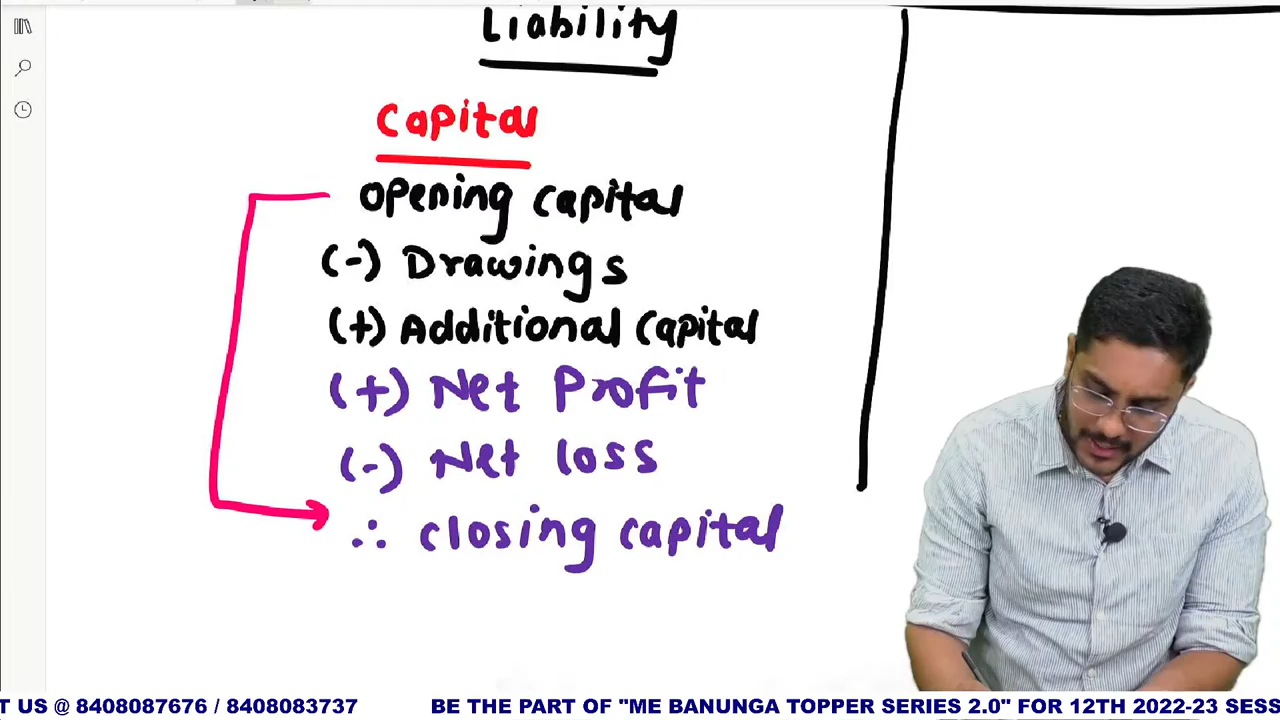 Liability
Capital
Opening capital
(-) Drawings
(+) Additional capital
(+) Net Profit
(-) Net loss
∴ closing capital
T US @ 8408087676 / 8408083737 BE THE PART OF "ME BANUNGA TOPPER SERIES 2.0" FOR 12TH 2022-23 SESS